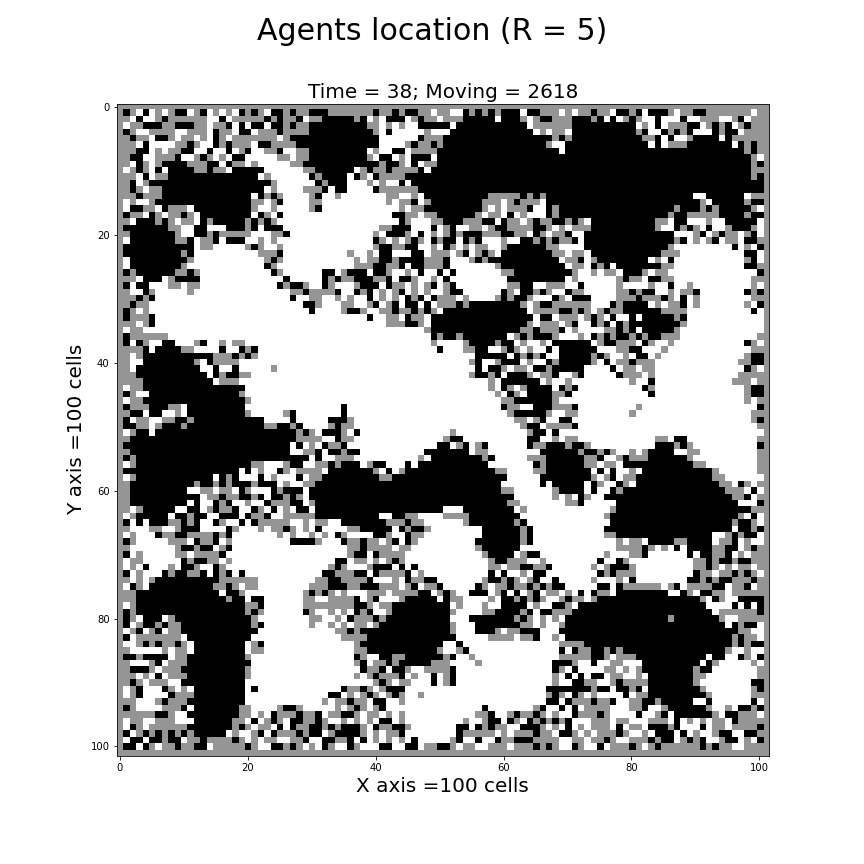 Agents location (R = 5)
Time = 38; Moving = 2618
0
20
40
60
80
100
Y axis =100 cells
0 20 40 60 80 100
X axis =100 cells